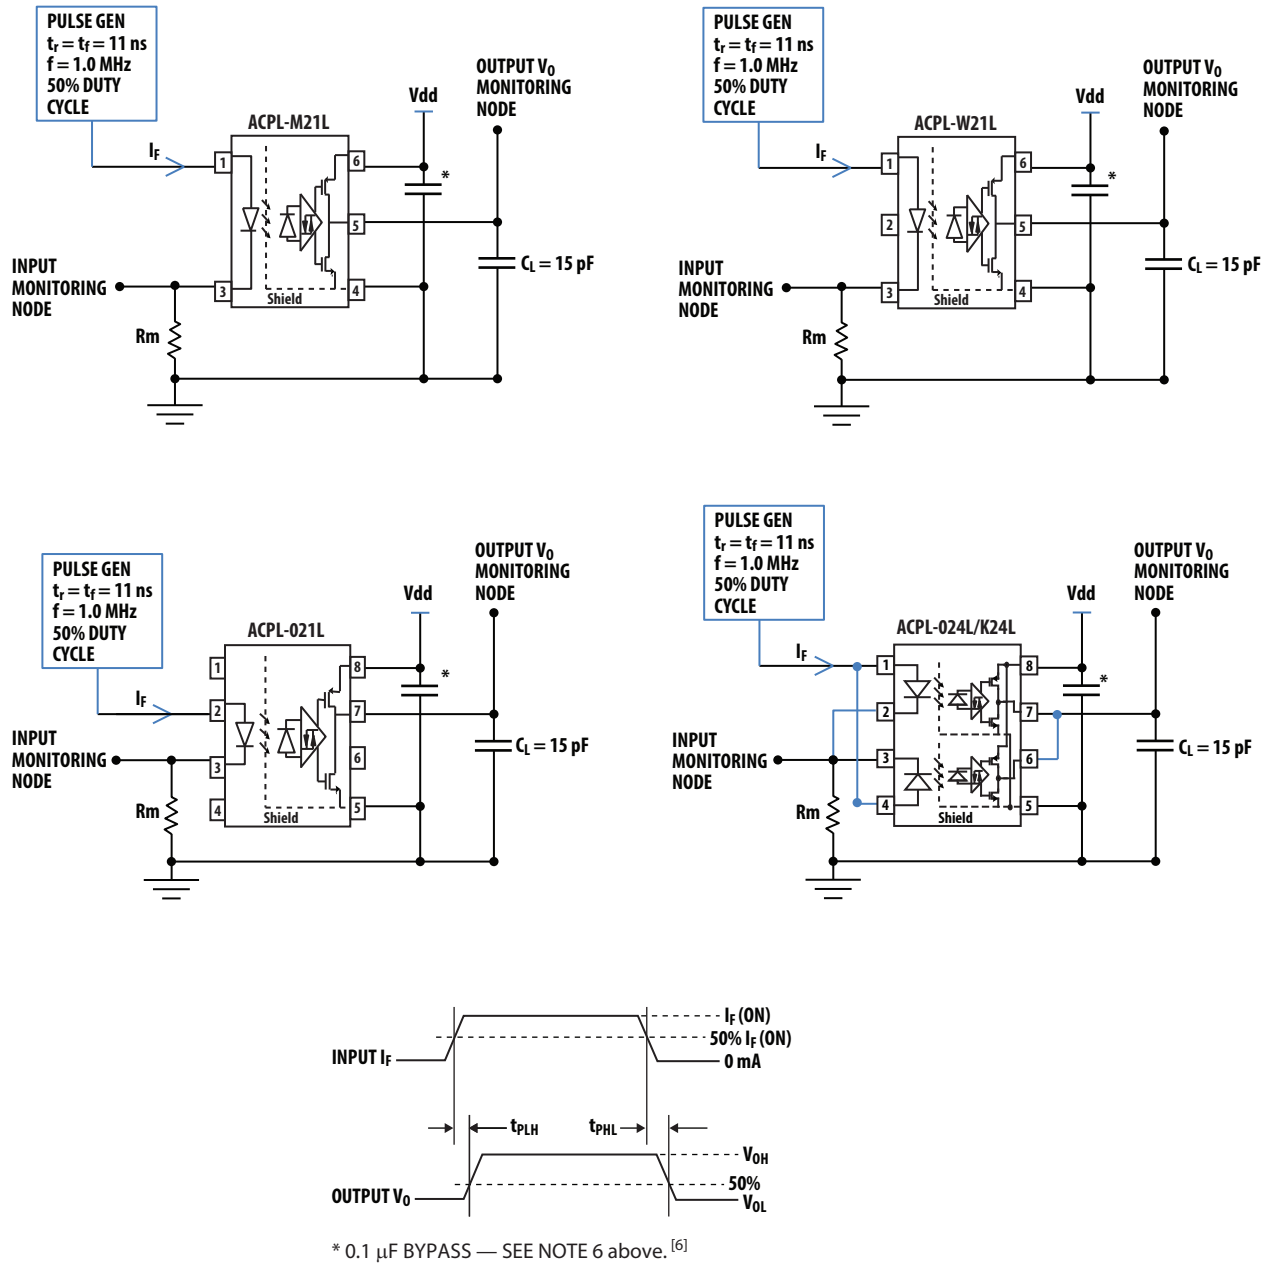 PULSE GEN
tr = tf = 11 ns
f = 1.0 MHz
50% DUTY
CYCLE
IF
ACPL-M21L
Vdd
OUTPUT V0
MONITORING
NODE
*
1
3
6
5
4
Shield
INPUT
MONITORING
NODE
Rm
CL = 15 pF
PULSE GEN
tr = tf = 11 ns
f = 1.0 MHz
50% DUTY
CYCLE
IF
ACPL-W21L
Vdd
OUTPUT V0
MONITORING
NODE
*
1
2
3
6
5
4
Shield
INPUT
MONITORING
NODE
Rm
CL = 15 pF
PULSE GEN
tr = tf = 11 ns
f = 1.0 MHz
50% DUTY
CYCLE
IF
ACPL-021L
Vdd
OUTPUT V0
MONITORING
NODE
*
1
2
3
4
8
7
6
5
Shield
INPUT
MONITORING
NODE
Rm
CL = 15 pF
PULSE GEN
tr = tf = 11 ns
f = 1.0 MHz
50% DUTY
CYCLE
IF
ACPL-024L/K24L
Vdd
OUTPUT V0
MONITORING
NODE
*
1
2
3
4
8
7
6
5
Shield
INPUT
MONITORING
NODE
Rm
CL = 15 pF
IF (ON)
50% IF (ON)
INPUT IF
0 mA
tPLH
tPHL
VOH
50%
OUTPUT V0
VOL
* 0.1 μF BYPASS — SEE NOTE 6 above. [6]